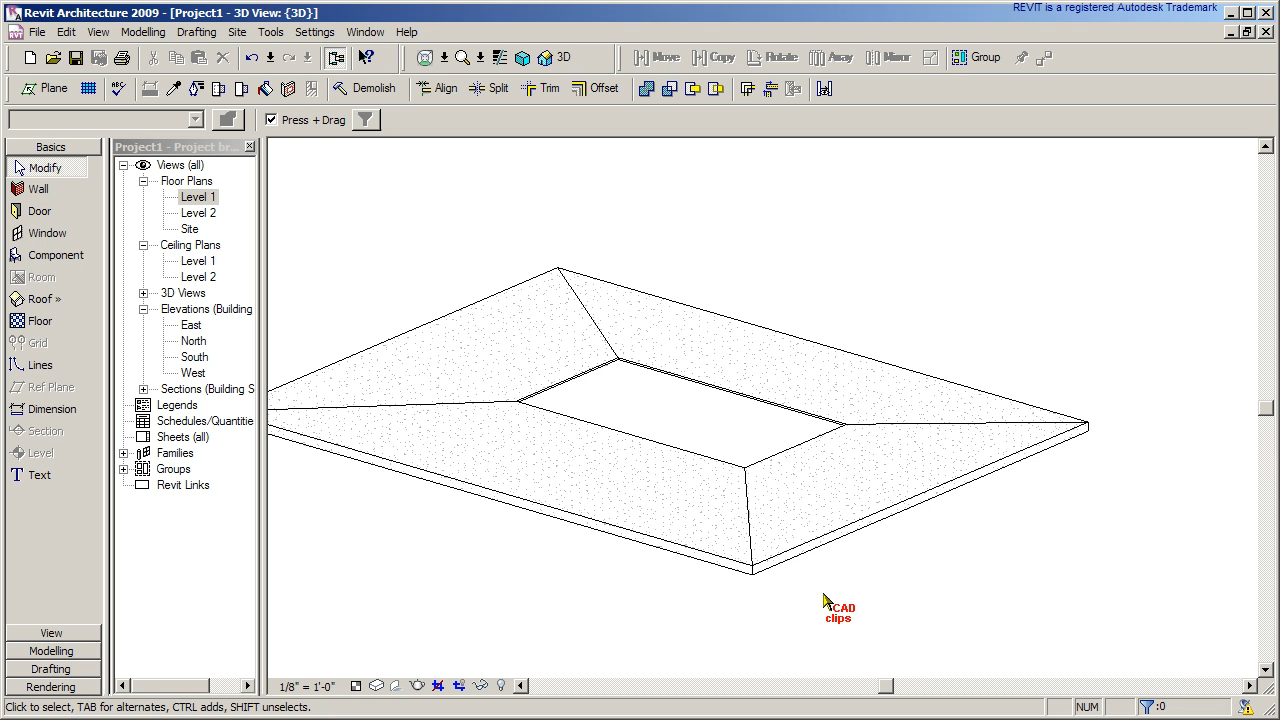 Revit Architecture 2009 - [Project1 - 3D View: {3D}]
REVIT is a registered Autodesk Trademark
File Edit View Modelling Drafting Site Tools Settings Window Help
3D Move Copy Rotate Array Mirror Group
Plane Demolish Align Split Trim Offset
Press + Drag
Basics
Modify
Wall
Door
Window
Component
Room
Roof »
Floor
Grid
Lines
Ref Plane
Dimension
Section
Level
Text
View
Modelling
Drafting
Rendering
Project1 - Project br...
Views (all)
Floor Plans
Level 1
Level 2
Site
Ceiling Plans
Level 1
Level 2
3D Views
Elevations (Building
East
North
South
West
Sections (Building S
Legends
Schedules/Quantitie
Sheets (all)
Families
Groups
Revit Links
CAD
clips
1/8" = 1'-0"
Click to select, TAB for alternates, CTRL adds, SHIFT unselects.
NUM
:0